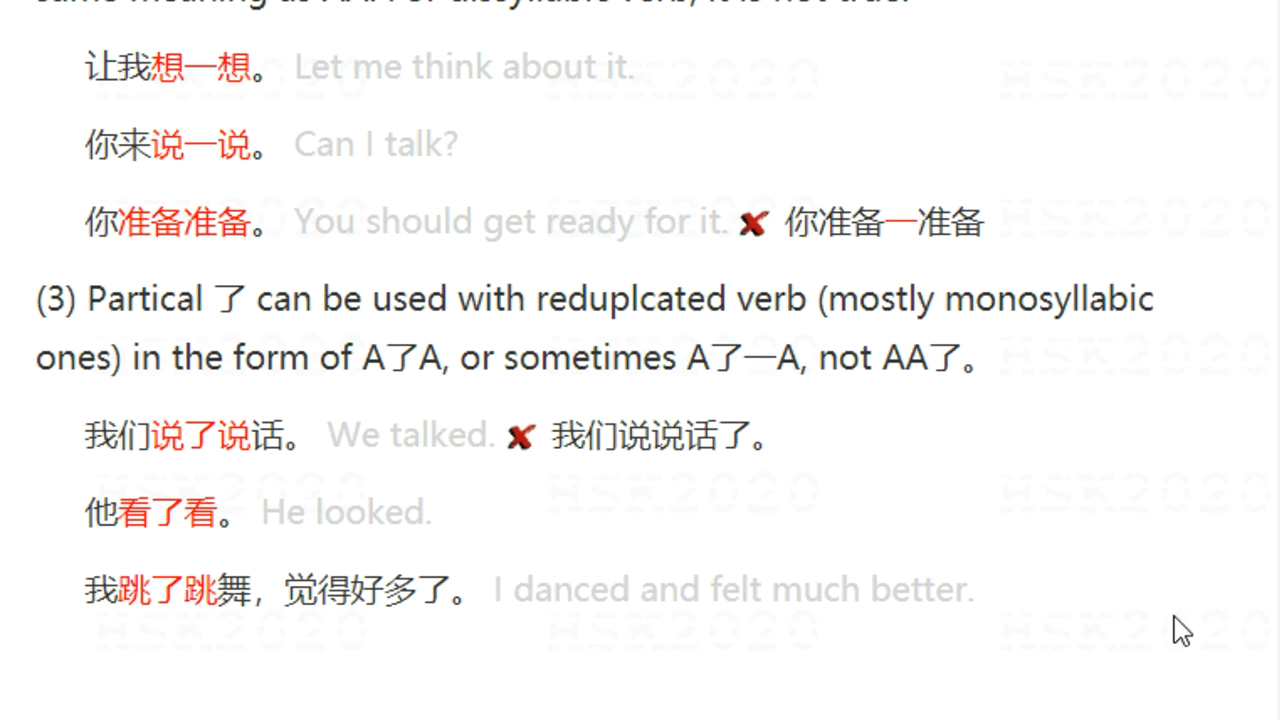 same meaning as
让我想一想。 Let me think about it.
你来说一说。 Can I talk?
你准备准备。 You should get ready for it. ✘ 你准备一准备
(3) Partical 了 can be used with reduplcated verb (mostly monosyllabic
ones) in the form of A了A, or sometimes A了一A, not AA了。
我们说了说话。 We talked. ✘ 我们说说话了。
他看了看。 He looked.
我跳了跳舞，觉得好多了。 I danced and felt much better.
HSK2020